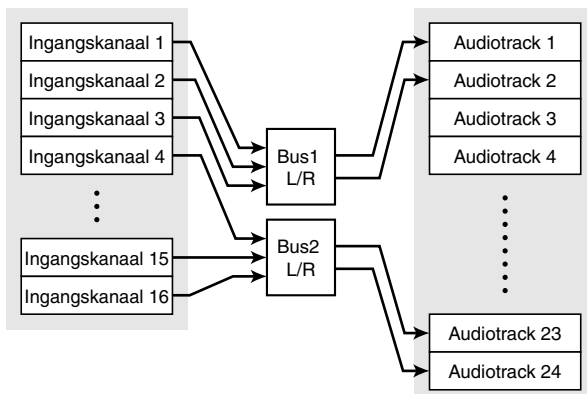 Ingangskanaal 1
Ingangskanaal 2
Ingangskanaal 3
Ingangskanaal 4
Ingangskanaal 15
Ingangskanaal 16
Bus1
L/R
Bus2
L/R
Audiotrack 1
Audiotrack 2
Audiotrack 3
Audiotrack 4
Audiotrack 23
Audiotrack 24